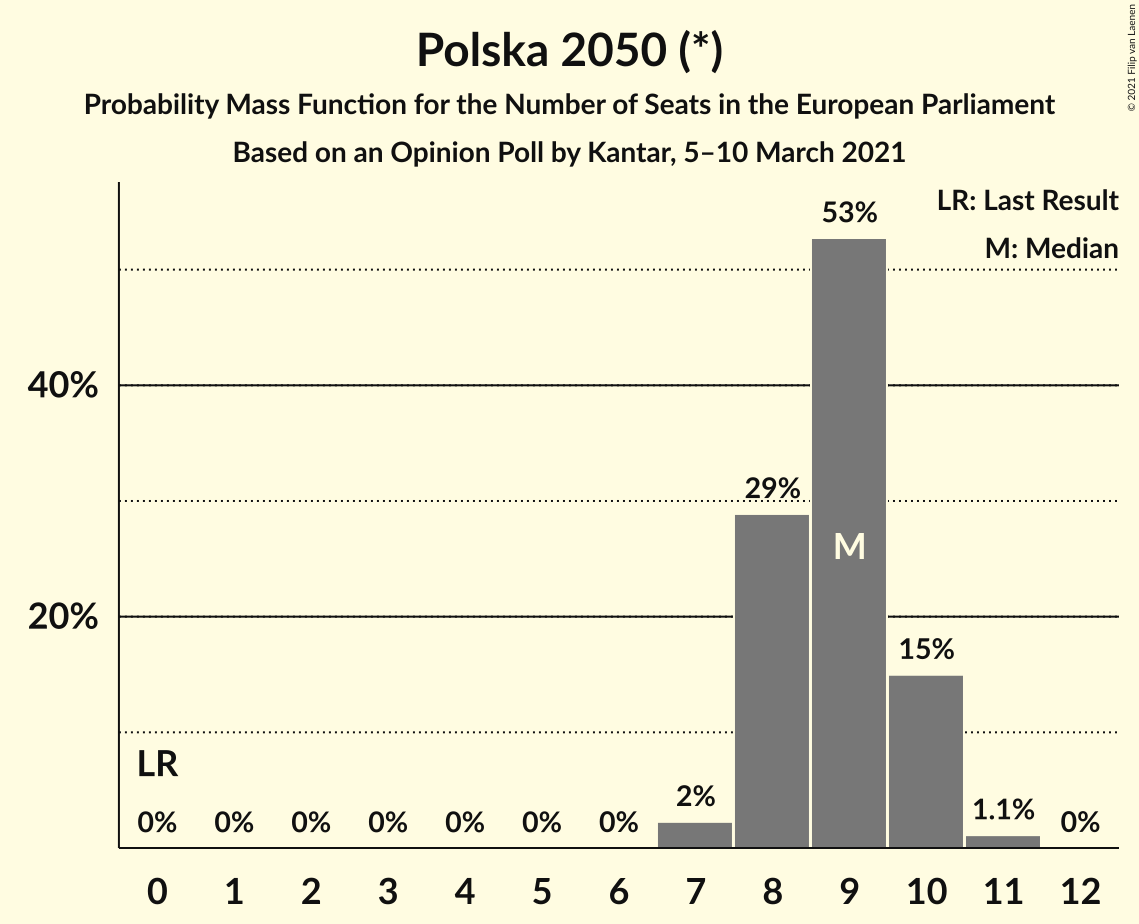 Polska 2050 (*)
Probability Mass Function for the Number of Seats in the European Parliament
Based on an Opinion Poll by Kantar, 5–10 March 2021
© 2021 Filip van Laenen
LR: Last Result
M: Median
53%
40%
29%
M
20%
15%
LR
0% 0% 0% 0% 0% 0% 0% 2% 1.1% 0%
0 1 2 3 4 5 6 7 8 9 10 11 12